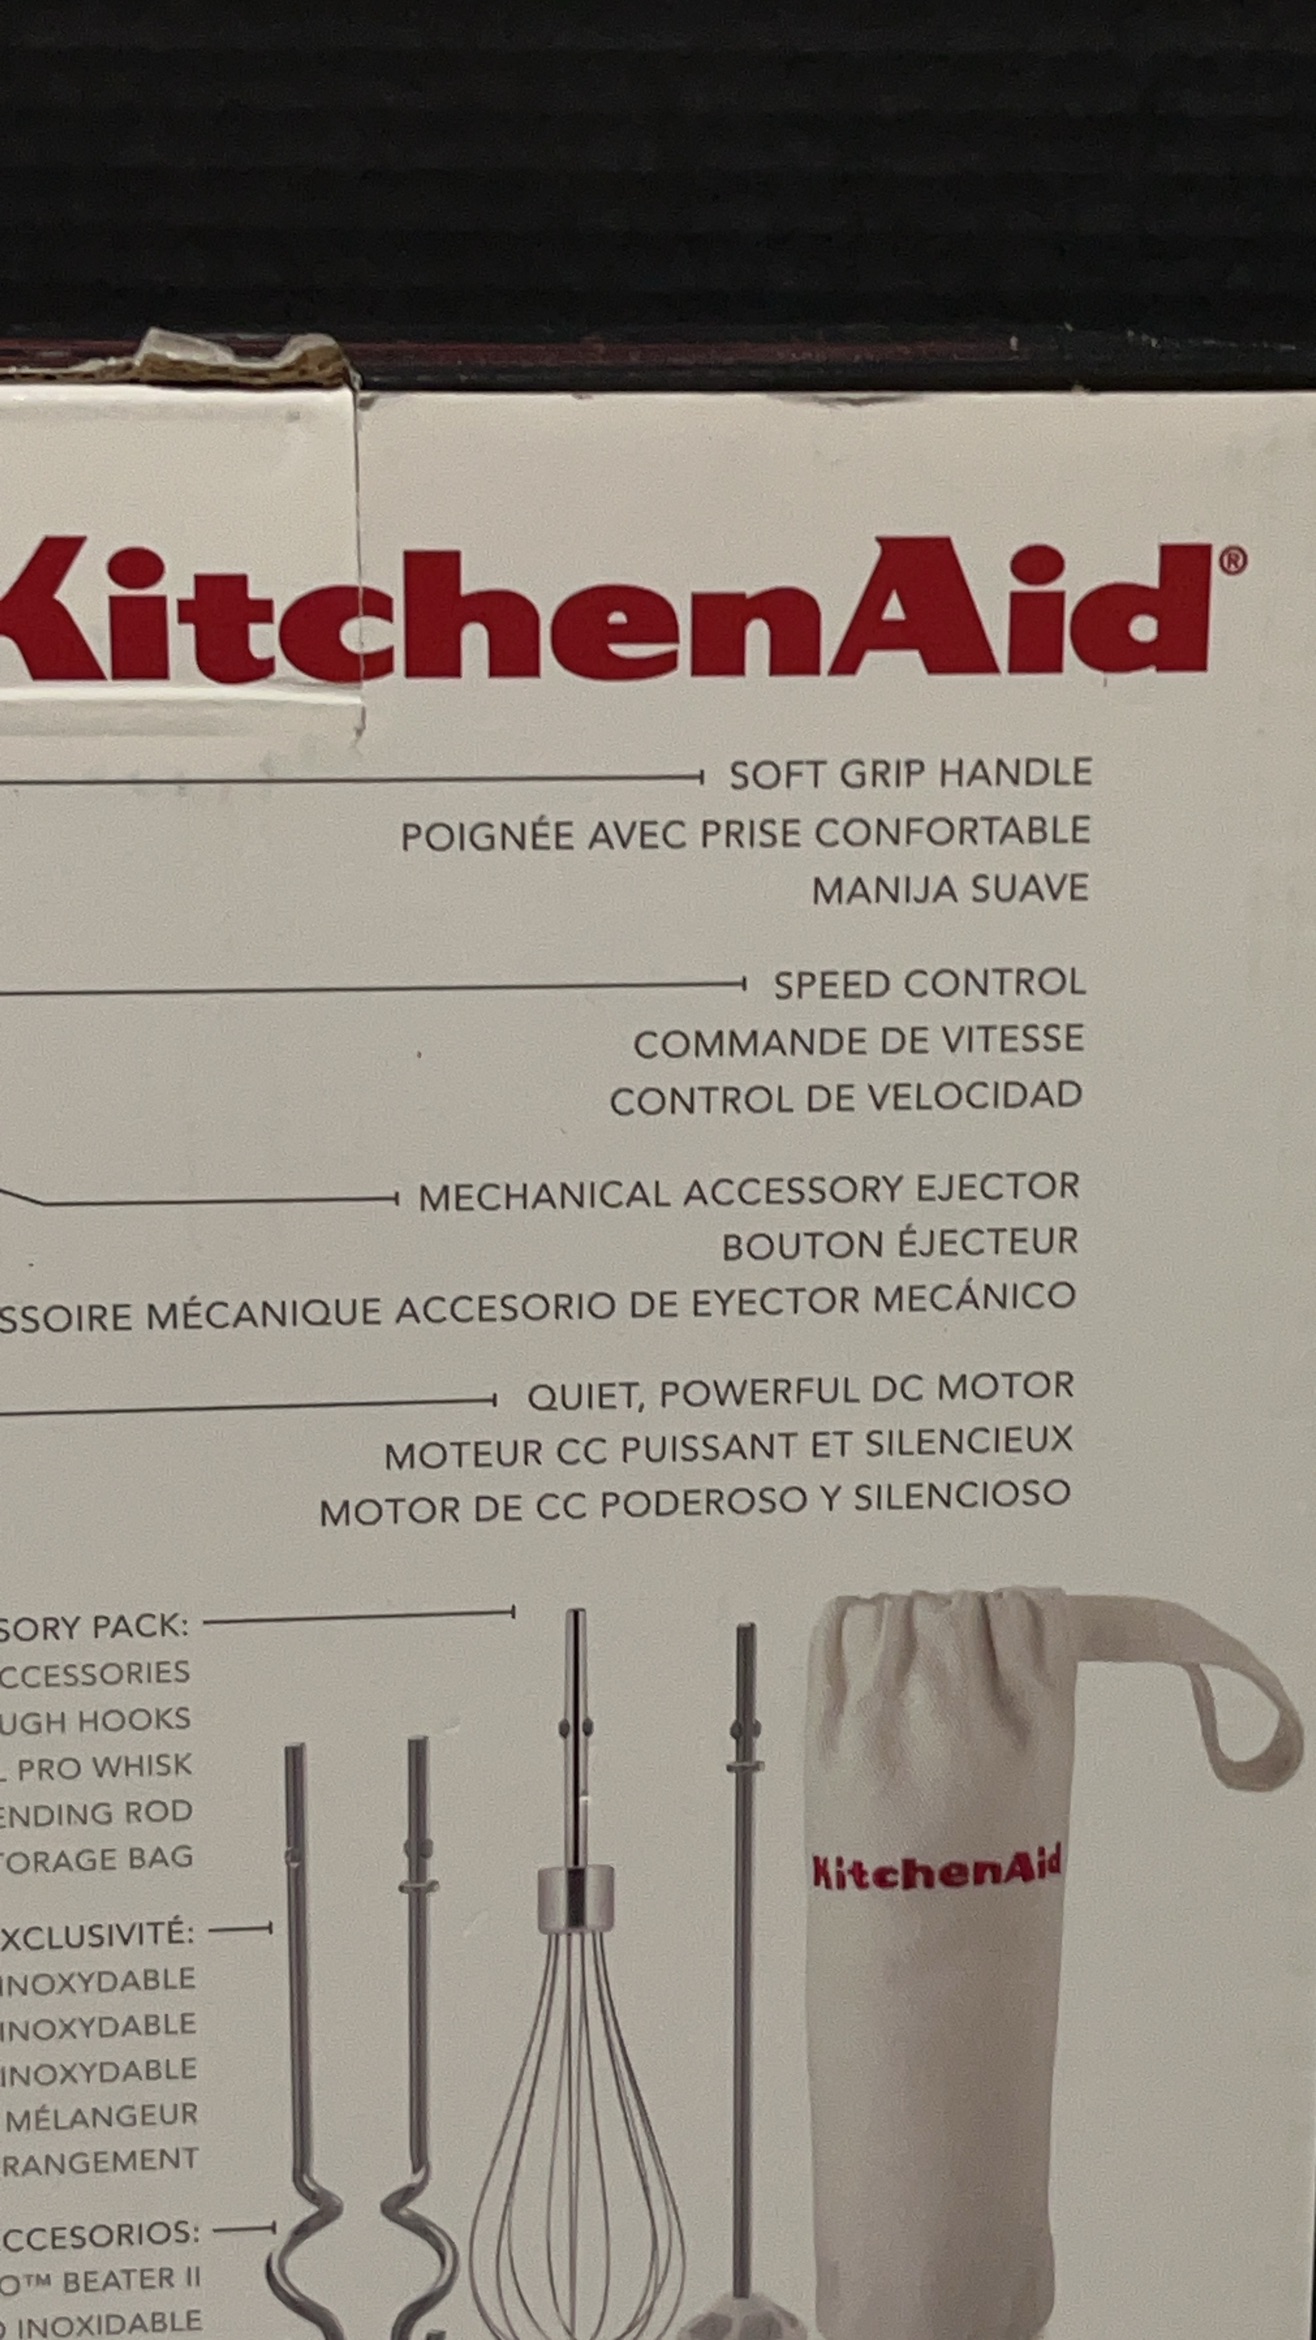 KitchenAid®
SOFT GRIP HANDLE
POIGNÉE AVEC PRISE CONFORTABLE
MANIJA SUAVE
SPEED CONTROL
COMMANDE DE VITESSE
CONTROL DE VELOCIDAD
MECHANICAL ACCESSORY EJECTOR
BOUTON ÉJECTEUR
SSOIRE MÉCANIQUE ACCESORIO DE EYECTOR MECÁNICO
QUIET, POWERFUL DC MOTOR
MOTEUR CC PUISSANT ET SILENCIEUX
MOTOR DE CC PODEROSO Y SILENCIOSO
SORY PACK:
CCESSORIES
UGH HOOKS
PRO WHISK
ENDING ROD
TORAGE BAG
KitchenAid
XCLUSIVITÉ:
INOXYDABLE
INOXYDABLE
INOXYDABLE
MÉLANGEUR
RANGEMENT
CCESORIOS:
O™ BEATER II
INOXIDABLE